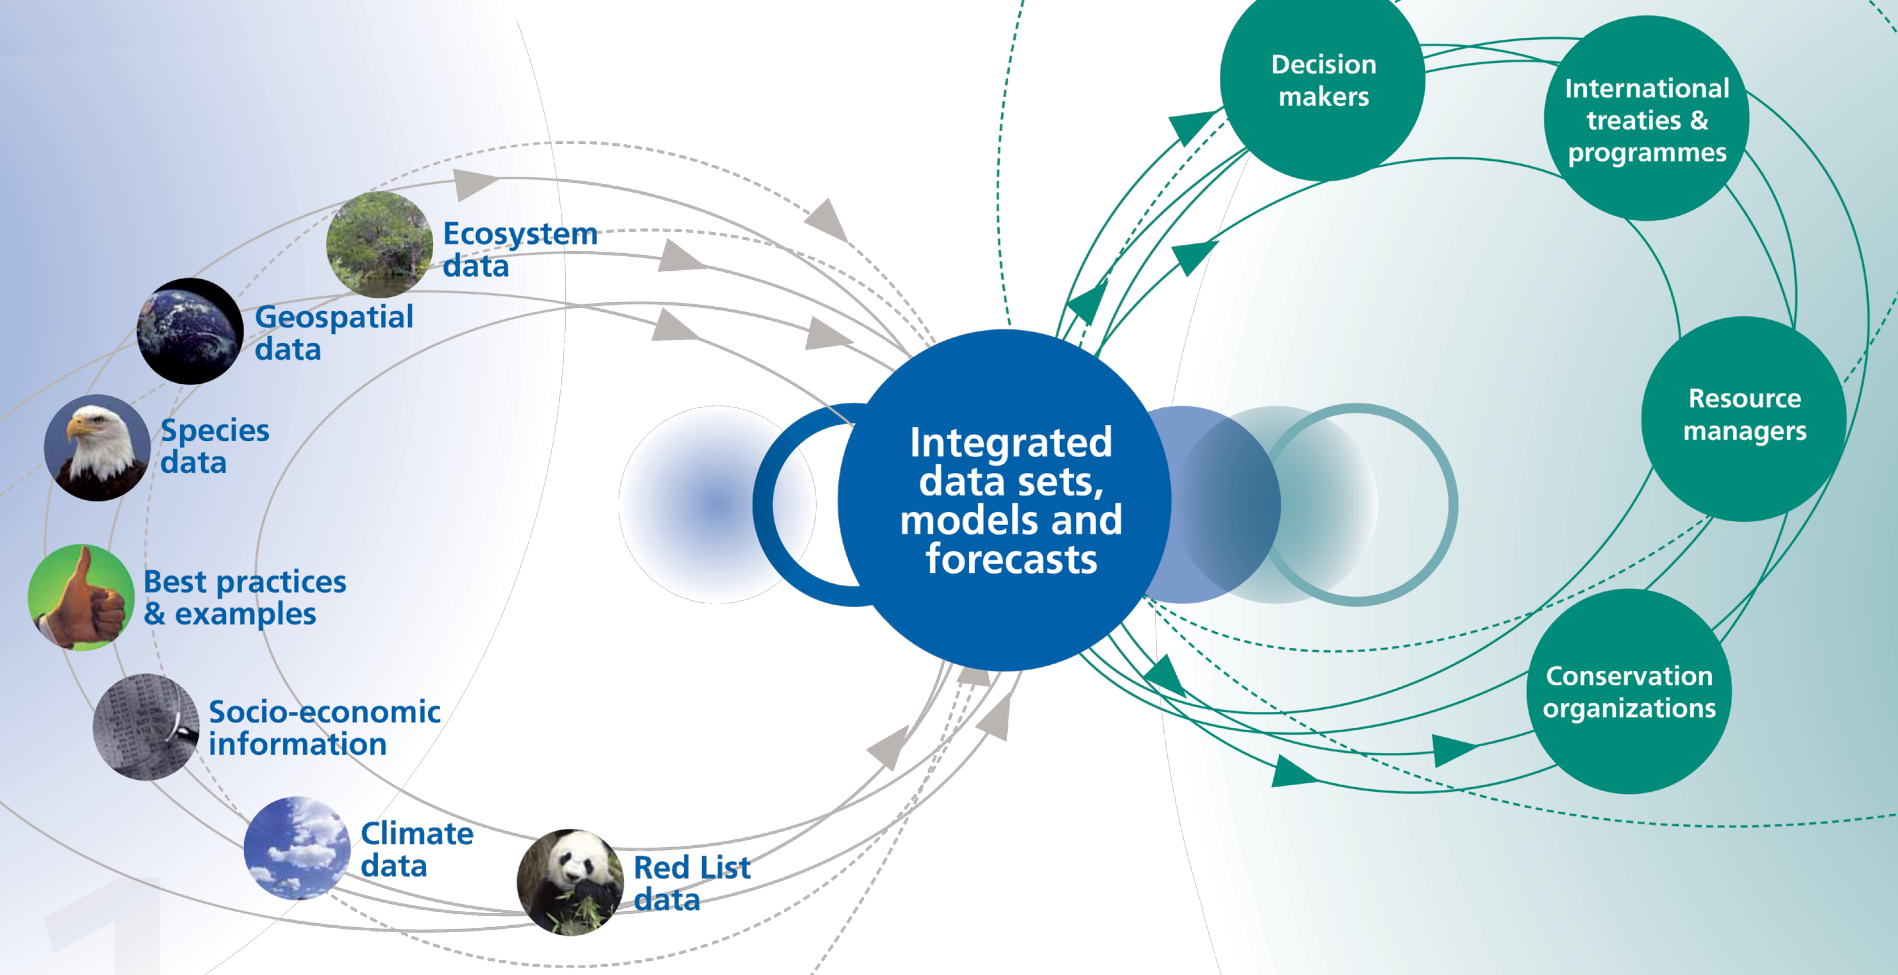 Decision
makers
International
treaties &
programmes
Ecosystem
data
Geospatial
data
Species
data
Best practices
& examples
Socio-economic
information
Climate
data
Red List
data
Integrated
data sets,
models and
forecasts
Resource
managers
Conservation
organizations
1